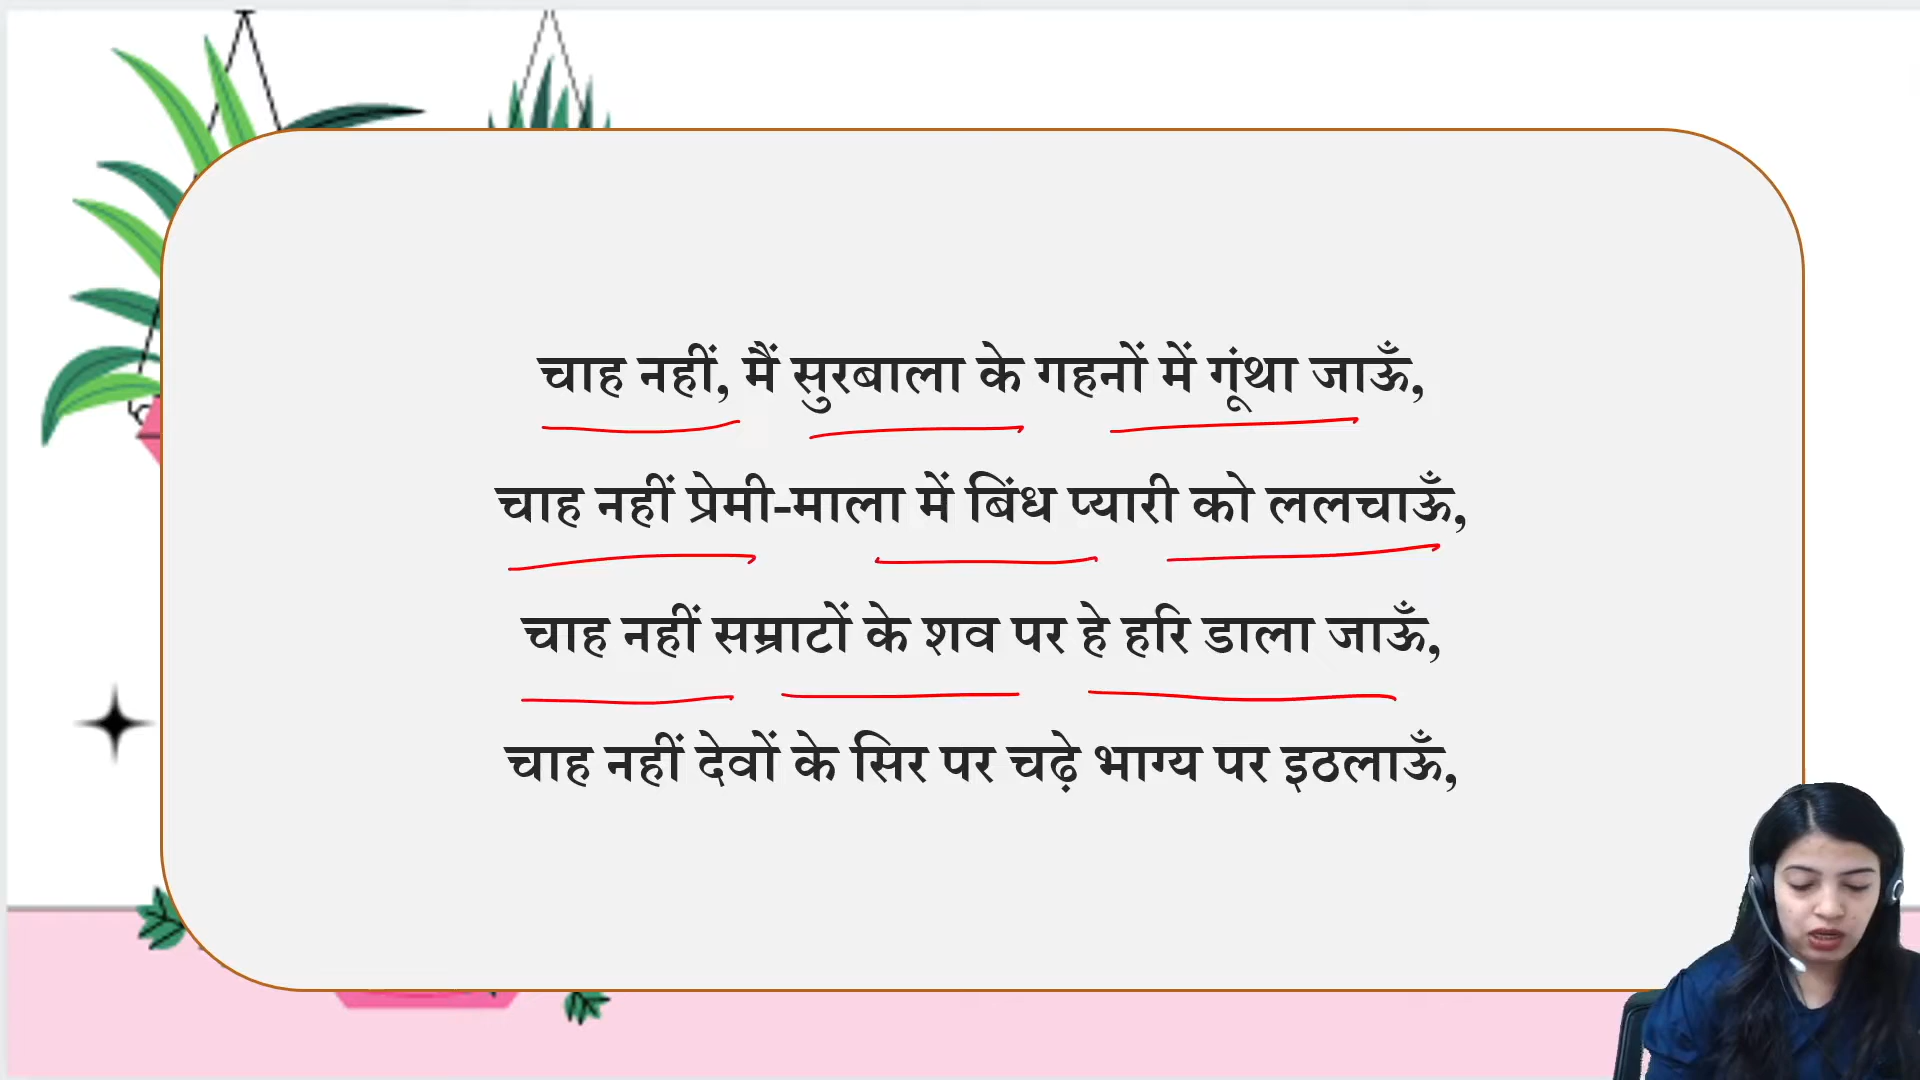 चाह नहीं, मैं सुरबाला के गहनों में गूंथा जाऊँ,
चाह नहीं प्रेमी-माला में बिंध प्यारी को ललचाऊँ,
चाह नहीं सम्राटों के शव पर हे हरि डाला जाऊँ,
चाह नहीं देवों के सिर पर चढ़े भाग्य पर इठलाऊँ,